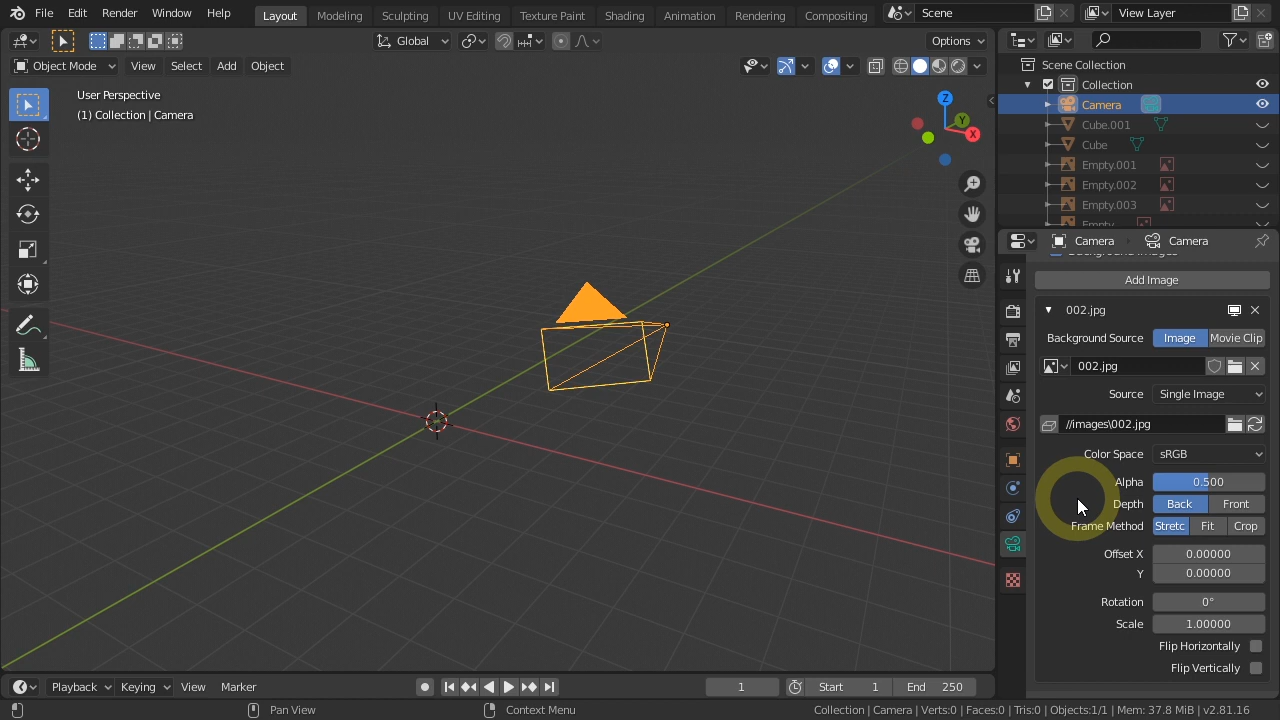 File Edit Render Window Help Layout Modeling Sculpting UV Editing Texture Paint Shading Animation Rendering Compositing Scene View Layer
Global Options
Object Mode View Select Add Object
User Perspective
(1) Collection | Camera
Z
Y
X
Scene Collection
Collection
Camera
Cube.001
Cube
Empty.001
Empty.002
Empty.003
Empty
Camera Camera
Background Images
Add Image
002.jpg
Background Source Image Movie Clip
002.jpg
Source Single Image
//images\002.jpg
Color Space sRGB
Alpha 0.500
Depth Back Front
Frame Method Stretc Fit Crop
Offset X 0.00000
Y 0.00000
Rotation 0°
Scale 1.00000
Flip Horizontally
Flip Vertically
Playback Keying View Marker 1 Start 1 End 250
Pan View Context Menu Collection | Camera | Verts:0 | Faces:0 | Tris:0 | Objects:1/1 | Mem: 37.8 MiB | v2.81.16